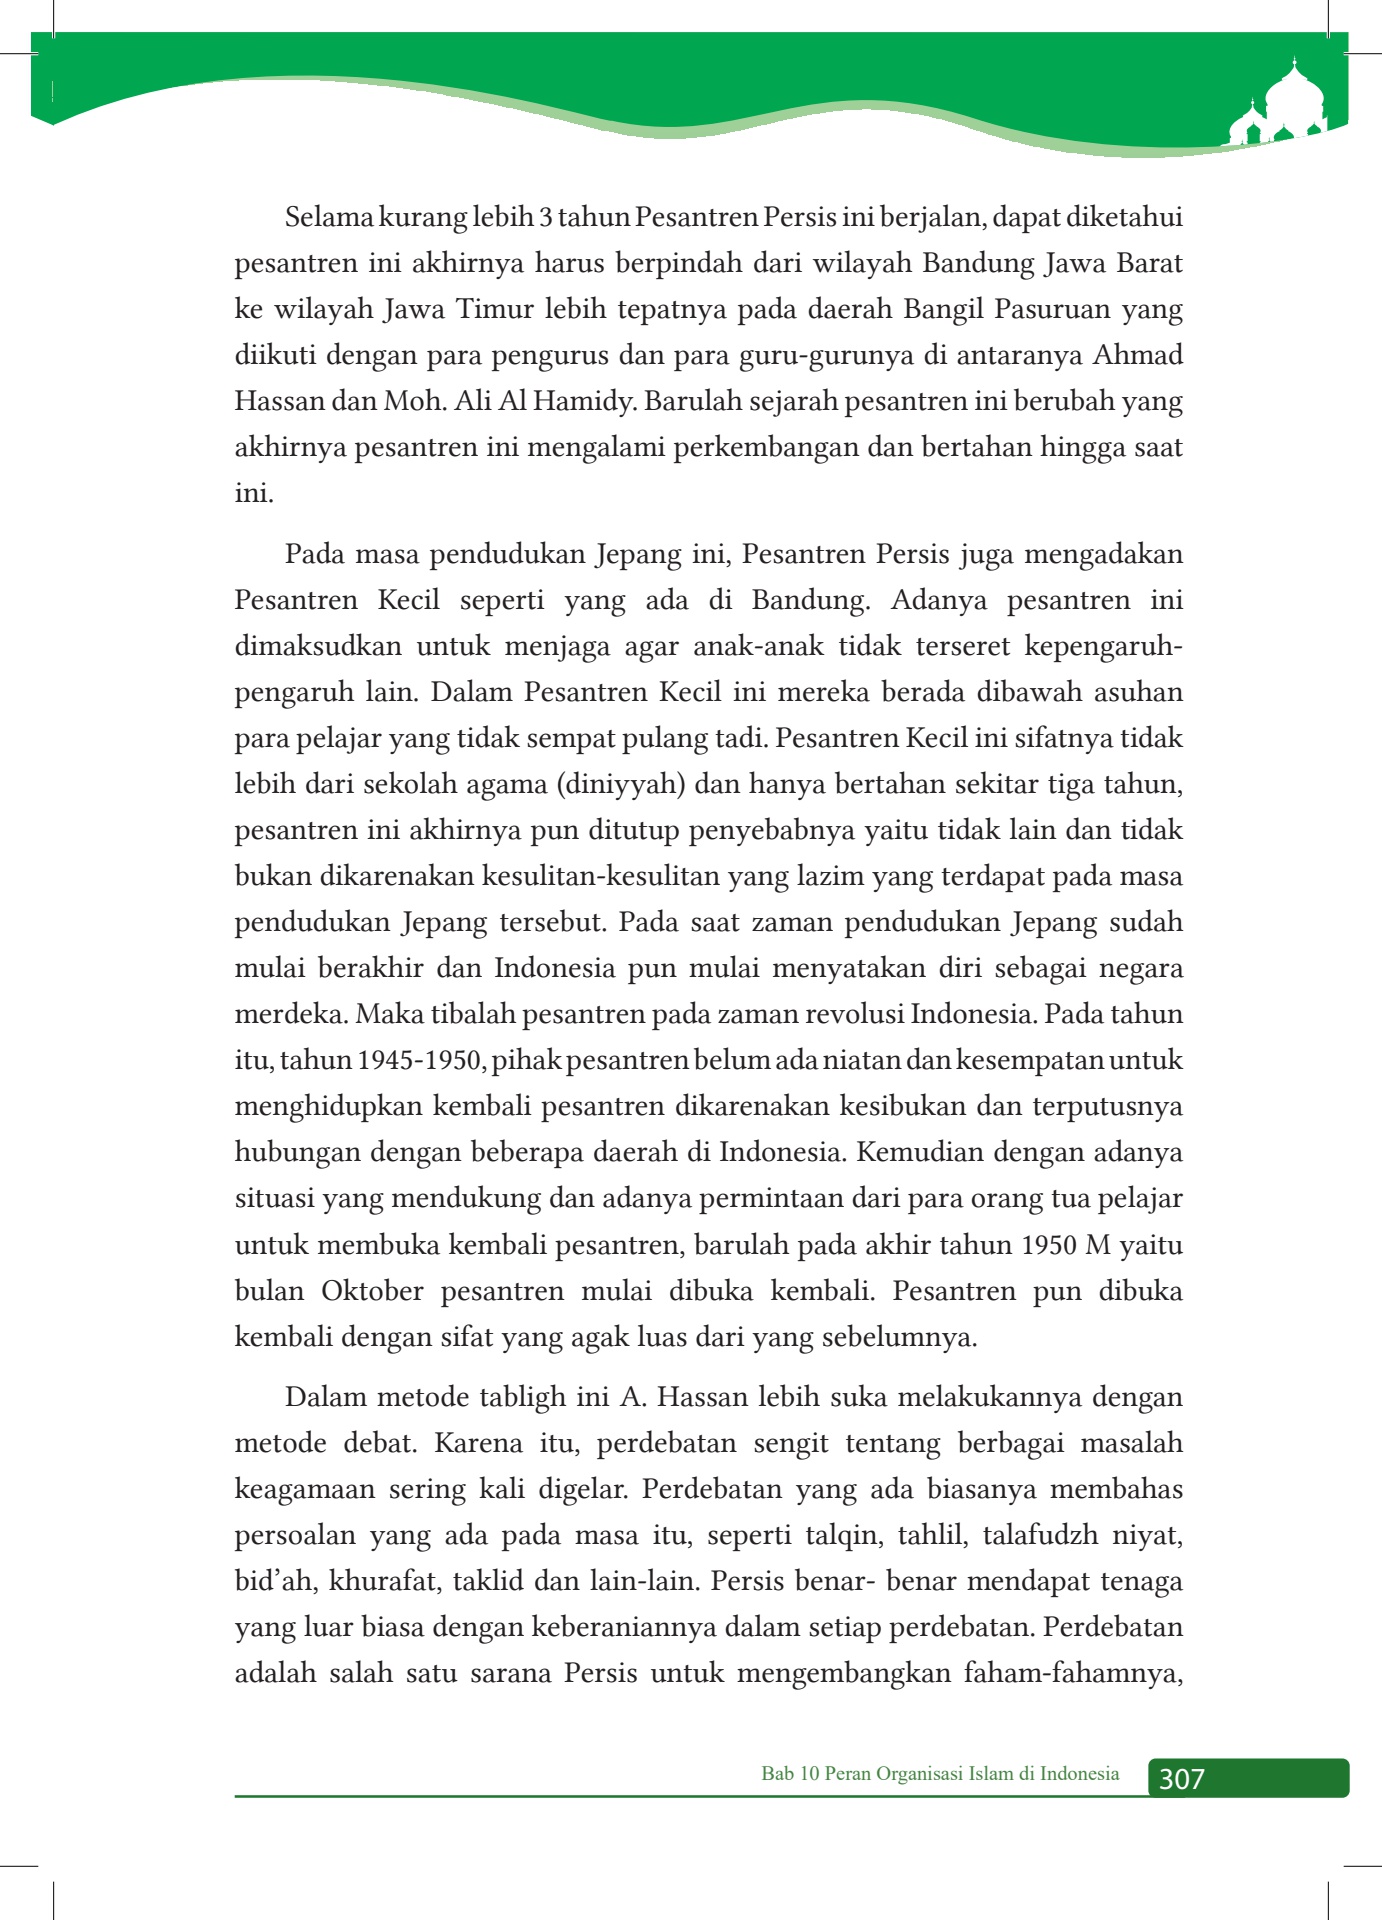 Selama kurang lebih 3 tahun Pesantren Persis ini berjalan, dapat diketahui
pesantren ini akhirnya harus berpindah dari wilayah Bandung Jawa Barat
ke wilayah Jawa Timur lebih tepatnya pada daerah Bangil Pasuruan yang
diikuti dengan para pengurus dan para guru-gurunya di antaranya Ahmad
Hassan dan Moh. Ali Al Hamidy. Barulah sejarah pesantren ini berubah yang
akhirnya pesantren ini mengalami perkembangan dan bertahan hingga saat
ini.
Pada masa pendudukan Jepang ini, Pesantren Persis juga mengadakan
Pesantren Kecil seperti yang ada di Bandung. Adanya pesantren ini
dimaksudkan untuk menjaga agar anak-anak tidak terseret kepengaruh-
pengaruh lain. Dalam Pesantren Kecil ini mereka berada dibawah asuhan
para pelajar yang tidak sempat pulang tadi. Pesantren Kecil ini sifatnya tidak
lebih dari sekolah agama (diniyyah) dan hanya bertahan sekitar tiga tahun,
pesantren ini akhirnya pun ditutup penyebabnya yaitu tidak lain dan tidak
bukan dikarenakan kesulitan-kesulitan yang lazim yang terdapat pada masa
pendudukan Jepang tersebut. Pada saat zaman pendudukan Jepang sudah
mulai berakhir dan Indonesia pun mulai menyatakan diri sebagai negara
merdeka. Maka tibalah pesantren pada zaman revolusi Indonesia. Pada tahun
itu, tahun 1945-1950, pihak pesantren belum ada niatan dan kesempatan untuk
menghidupkan kembali pesantren dikarenakan kesibukan dan terputusnya
hubungan dengan beberapa daerah di Indonesia. Kemudian dengan adanya
situasi yang mendukung dan adanya permintaan dari para orang tua pelajar
untuk membuka kembali pesantren, barulah pada akhir tahun 1950 M yaitu
bulan Oktober pesantren mulai dibuka kembali. Pesantren pun dibuka
kembali dengan sifat yang agak luas dari yang sebelumnya.
Dalam metode tabligh ini A. Hassan lebih suka melakukannya dengan
metode debat. Karena itu, perdebatan sengit tentang berbagai masalah
keagamaan sering kali digelar. Perdebatan yang ada biasanya membahas
persoalan yang ada pada masa itu, seperti talqin, tahlil, talafudzh niyat,
bid’ah, khurafat, taklid dan lain-lain. Persis benar- benar mendapat tenaga
yang luar biasa dengan keberaniannya dalam setiap perdebatan. Perdebatan
adalah salah satu sarana Persis untuk mengembangkan faham-fahamnya,
Bab 10 Peran Organisasi Islam di Indonesia
307